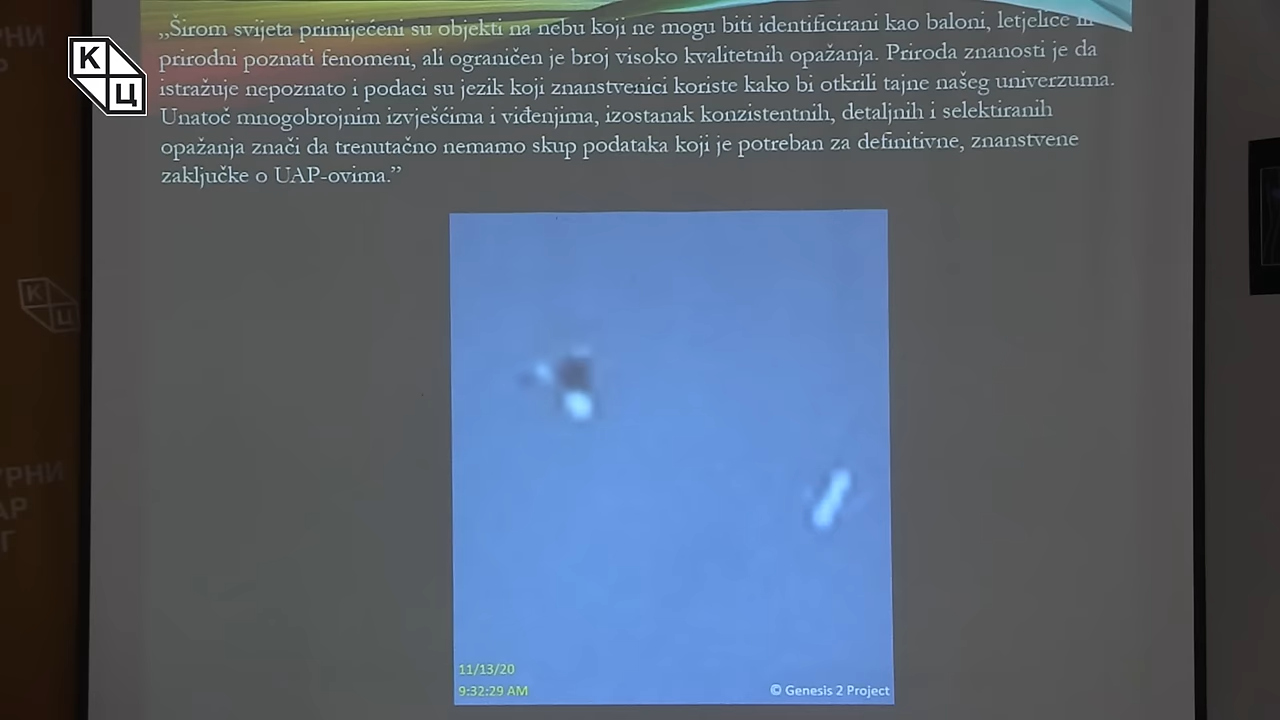 „Širom svijeta primijećeni su objekti na nebu koji ne mogu biti identificirani kao baloni, letjelice ili
prirodni poznati fenomeni, ali ograničen je broj visoko kvalitetnih opažanja. Priroda znanosti je da
istražuje nepoznato i podaci su jezik koji znanstvenici koriste kako bi otkrili tajne našeg univerzuma.
Unatoč mnogobrojnim izvješćima i viđenjima, izostanak konzistentnih, detaljnih i selektiranih
opažanja znači da trenutačno nemamo skup podataka koji je potreban za definitivne, znanstvene
zaključke o UAP-ovima.”
К
Ц
К
Ц
УРНИ
АР
Г
11/13/20
9:32:29 AM
© Genesis 2 Project